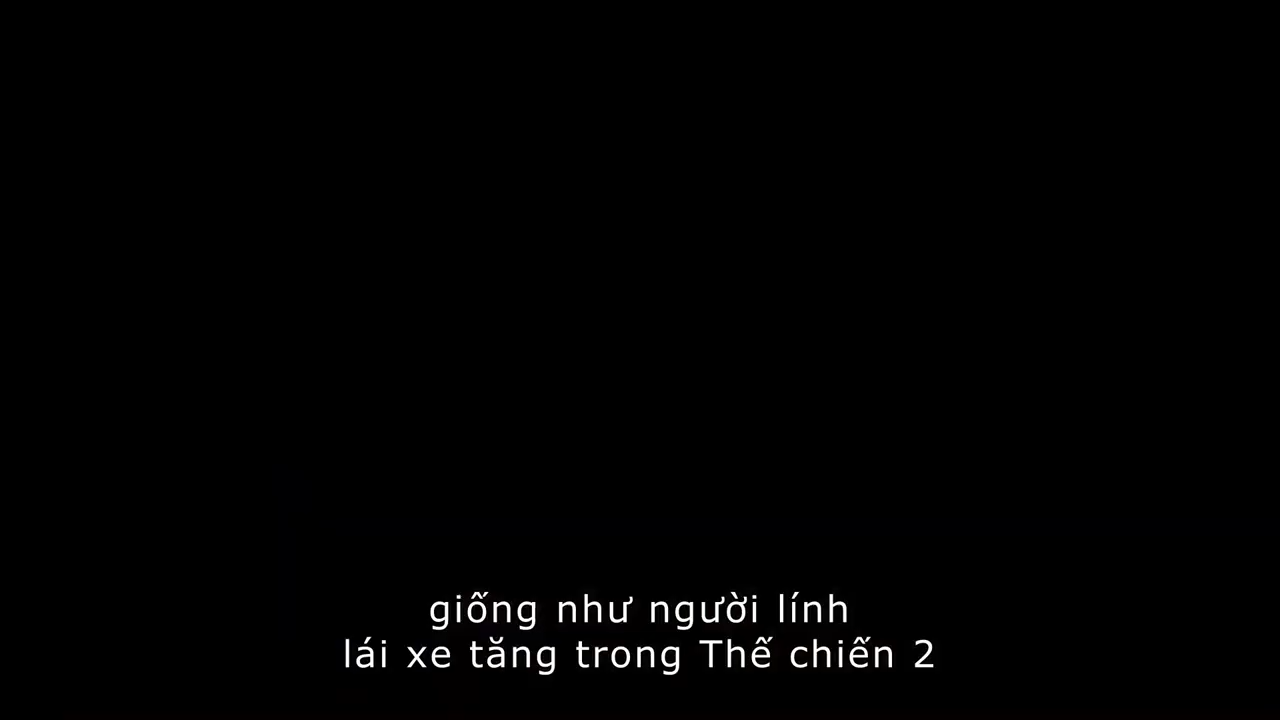 giống như người lính
lái xe tăng trong Thế chiến 2